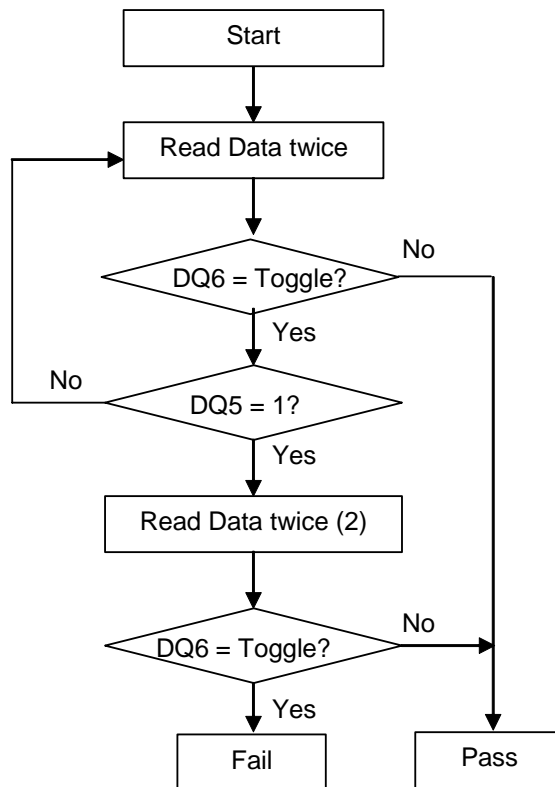 Start
Read Data twice
No
DQ6 = Toggle?
Yes
No
DQ5 = 1?
Yes
Read Data twice (2)
No
DQ6 = Toggle?
Yes
Fail
Pass